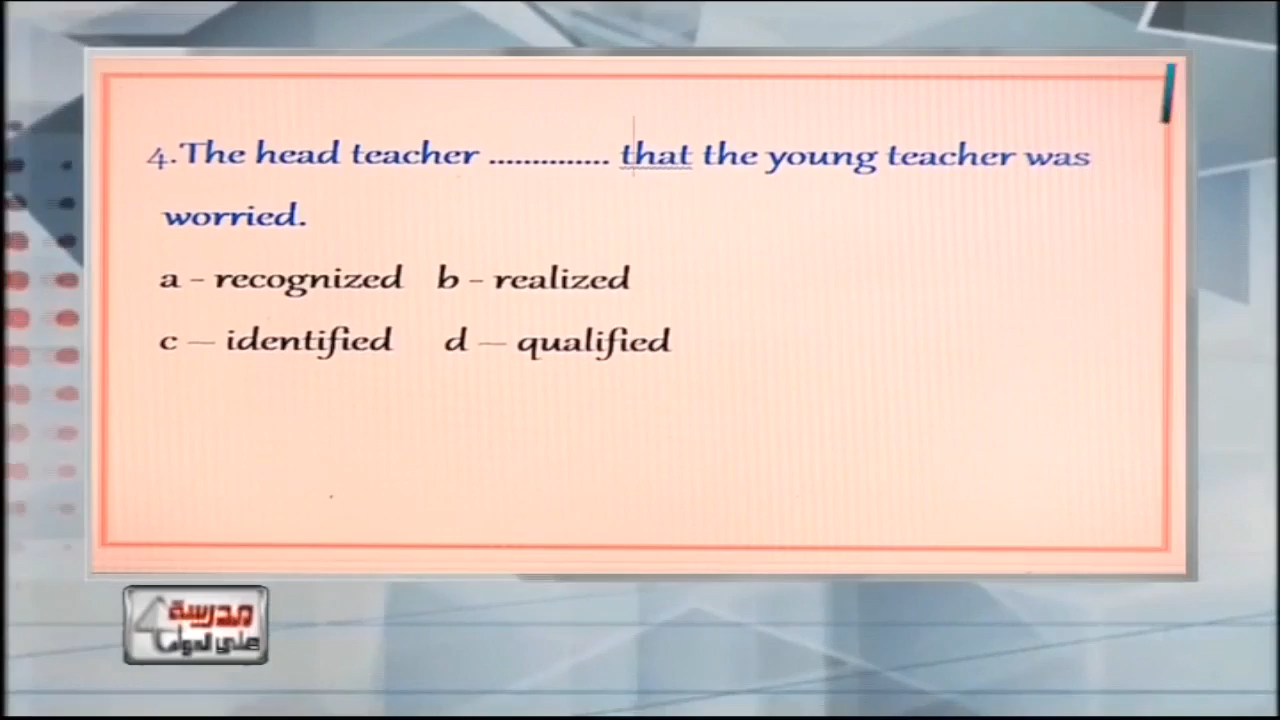 4.The head teacher .............. that the young teacher was
worried.
a - recognized b - realized
c – identified d – qualified
مدرسة
على الهواء